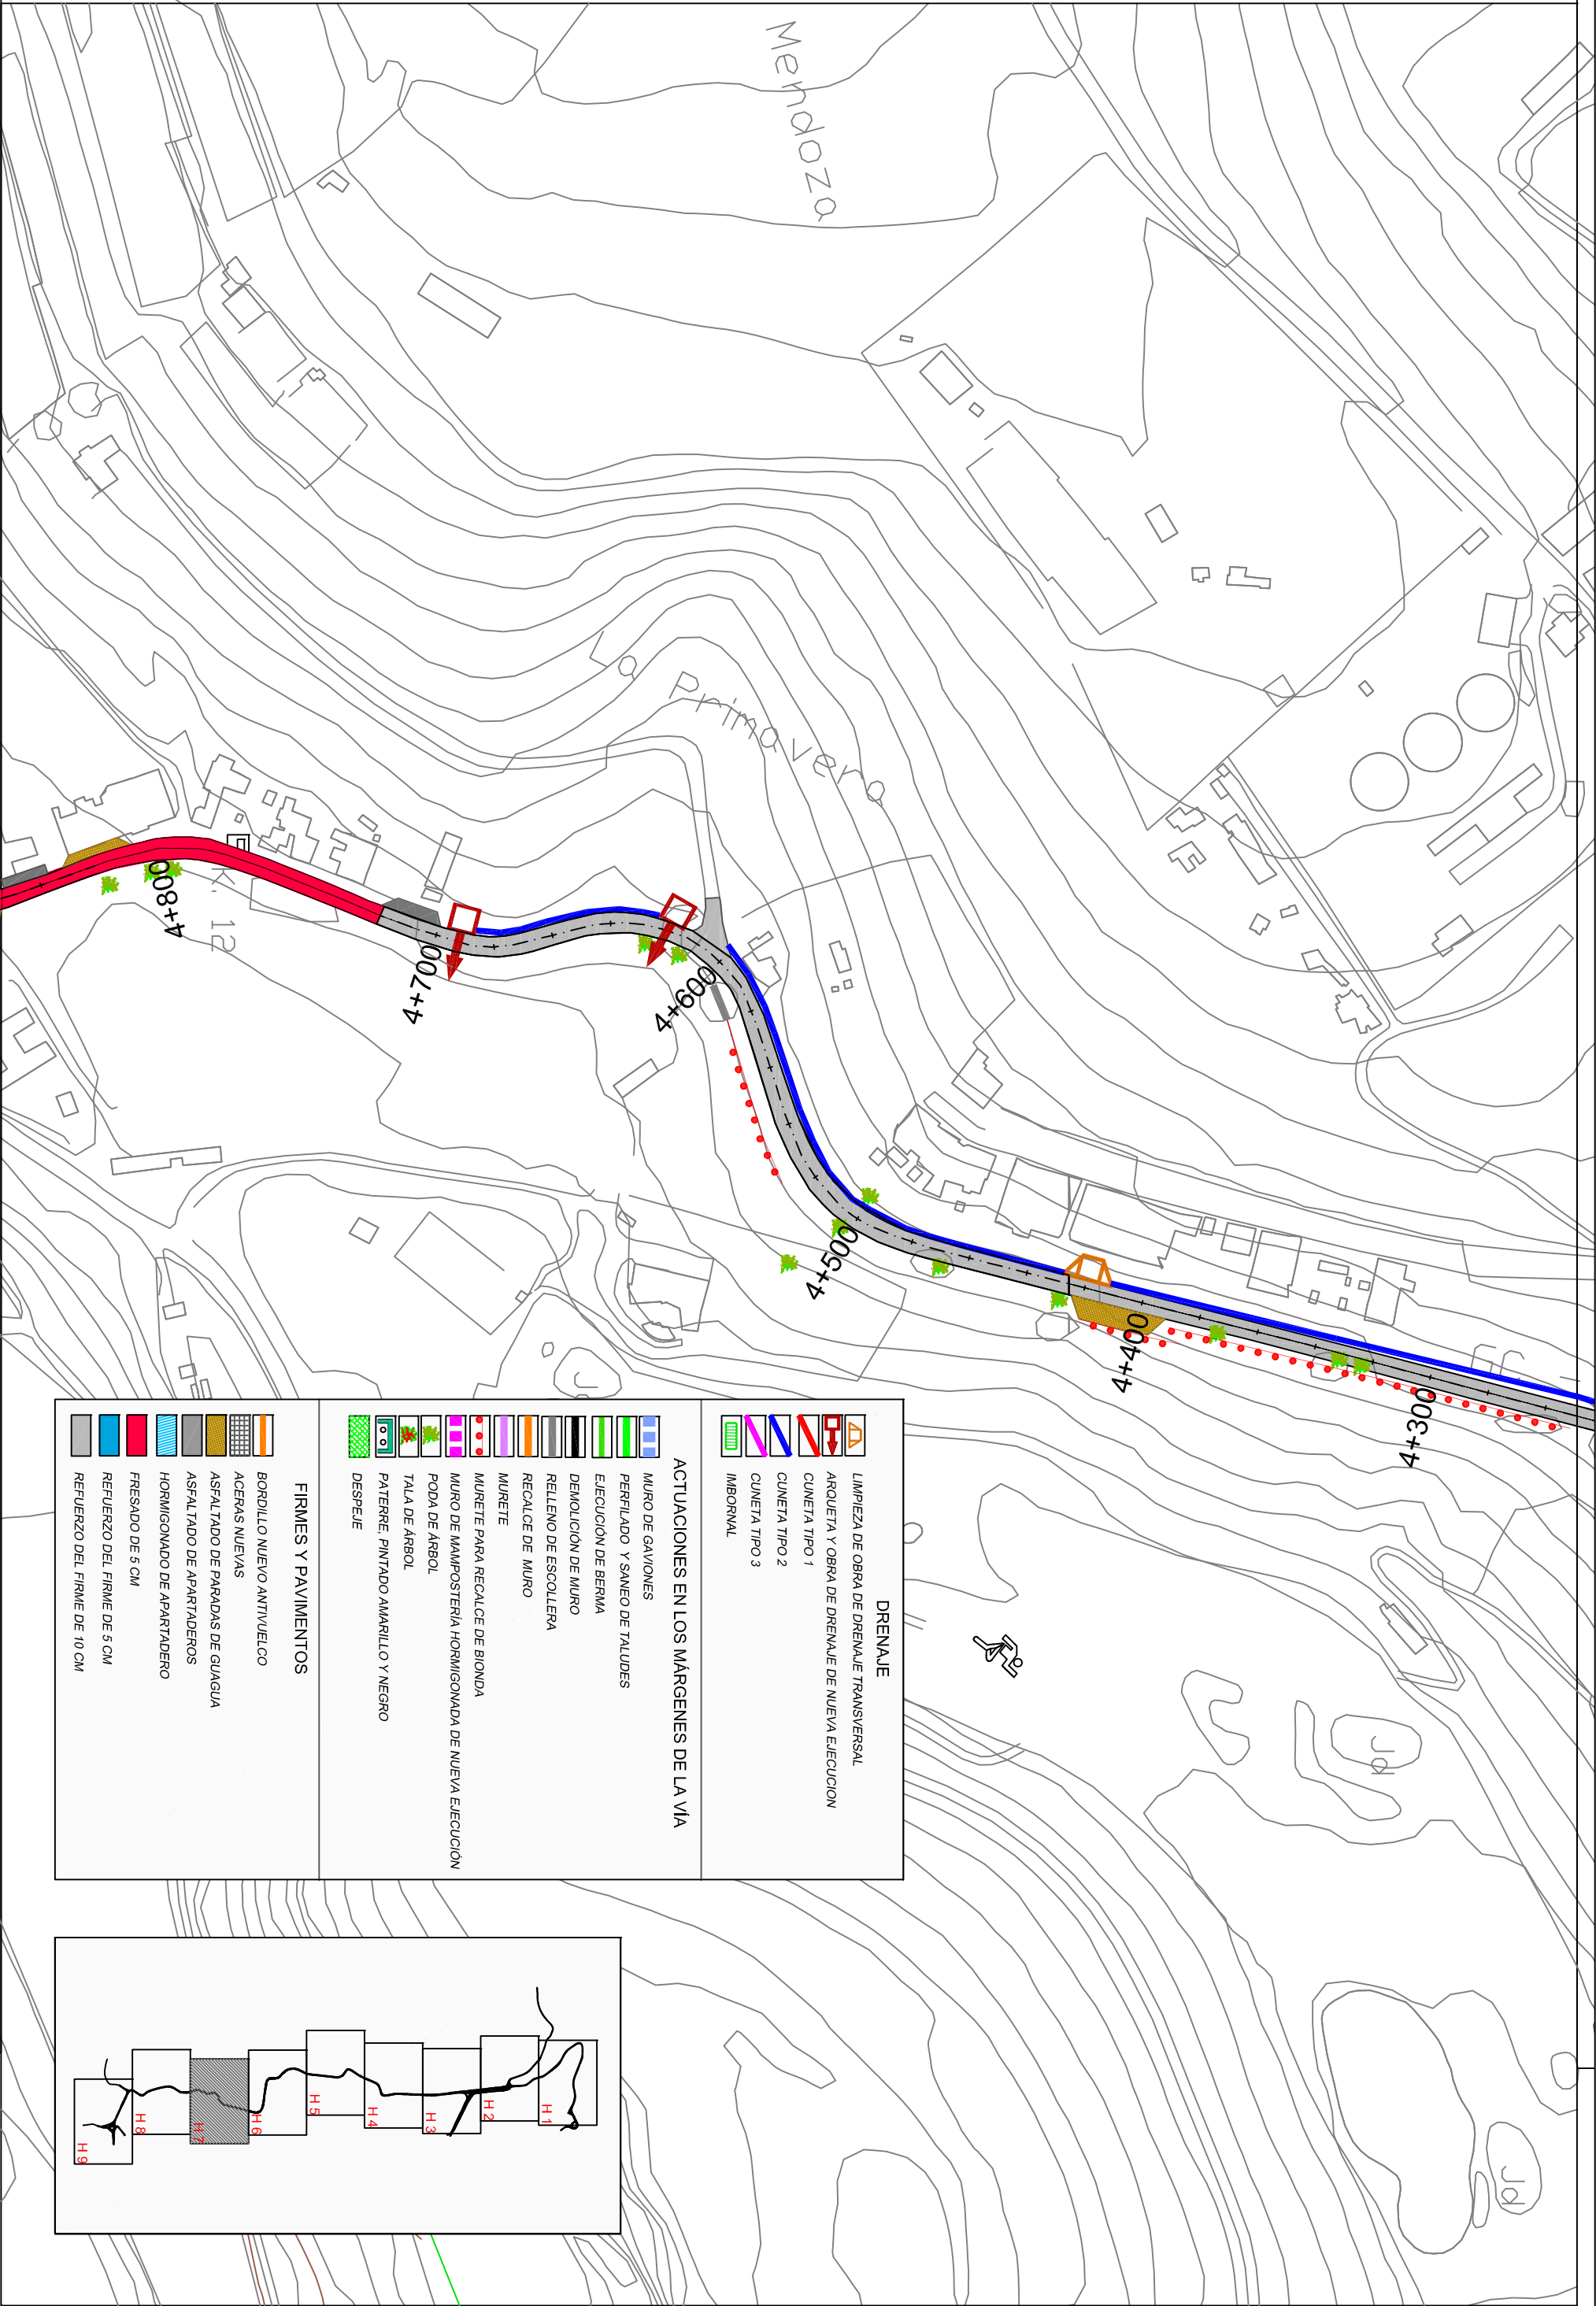 Mendoza
La Primavera
K. 12
4+800
4+700
4+600
4+500
4+400
4+300
Jol
DRENAJE
LIMPIEZA DE OBRA DE DRENAJE TRANSVERSAL
ARQUETA Y OBRA DE DRENAJE DE NUEVA EJECUCION
CUNETA TIPO 1
CUNETA TIPO 2
CUNETA TIPO 3
IMBORNAL
ACTUACIONES EN LOS MÁRGENES DE LA VÍA
MURO DE GAVIONES
PERFILADO Y SANEO DE TALUDES
EJECUCIÓN DE BERMA
DEMOLICIÓN DE MURO
RELLENO DE ESCOLLERA
RECALCE DE MURO
MURETE
MURETE PARA RECALCE DE BIONDA
MURO DE MAMPOSTERÍA HORMIGONADA DE NUEVA EJECUCIÓN
PODA DE ÁRBOL
TALA DE ÁRBOL
PATERRE, PINTADO AMARILLO Y NEGRO
DESPEJE
FIRMES Y PAVIMENTOS
BORDILLO NUEVO ANTIVUELCO
ACERAS NUEVAS
ASFALTADO DE PARADAS DE GUAGUA
ASFALTADO DE APARTADEROS
HORMIGONADO DE APARTADERO
FRESADO DE 5 CM
REFUERZO DEL FIRME DE 5 CM
REFUERZO DEL FIRME DE 10 CM
H 1
H 2
H 3
H 4
H 5
H 6
H 7
H 8
H 9